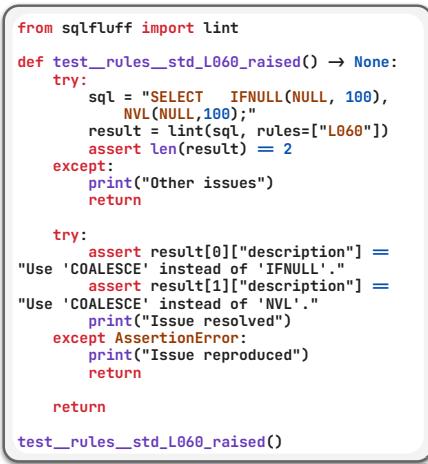 from sqlfluff import lint

def test__rules__std_L060_raised() → None:
    try:
        sql = "SELECT   IFNULL(NULL, 100),
            NVL(NULL,100);"
        result = lint(sql, rules=["L060"])
        assert len(result) == 2
    except:
        print("Other issues")
        return

    try:
        assert result[0]["description"] ==
"Use 'COALESCE' instead of 'IFNULL'."
        assert result[1]["description"] ==
"Use 'COALESCE' instead of 'NVL'."
        print("Issue resolved")
    except AssertionError:
        print("Issue reproduced")
        return

    return

test__rules__std_L060_raised()